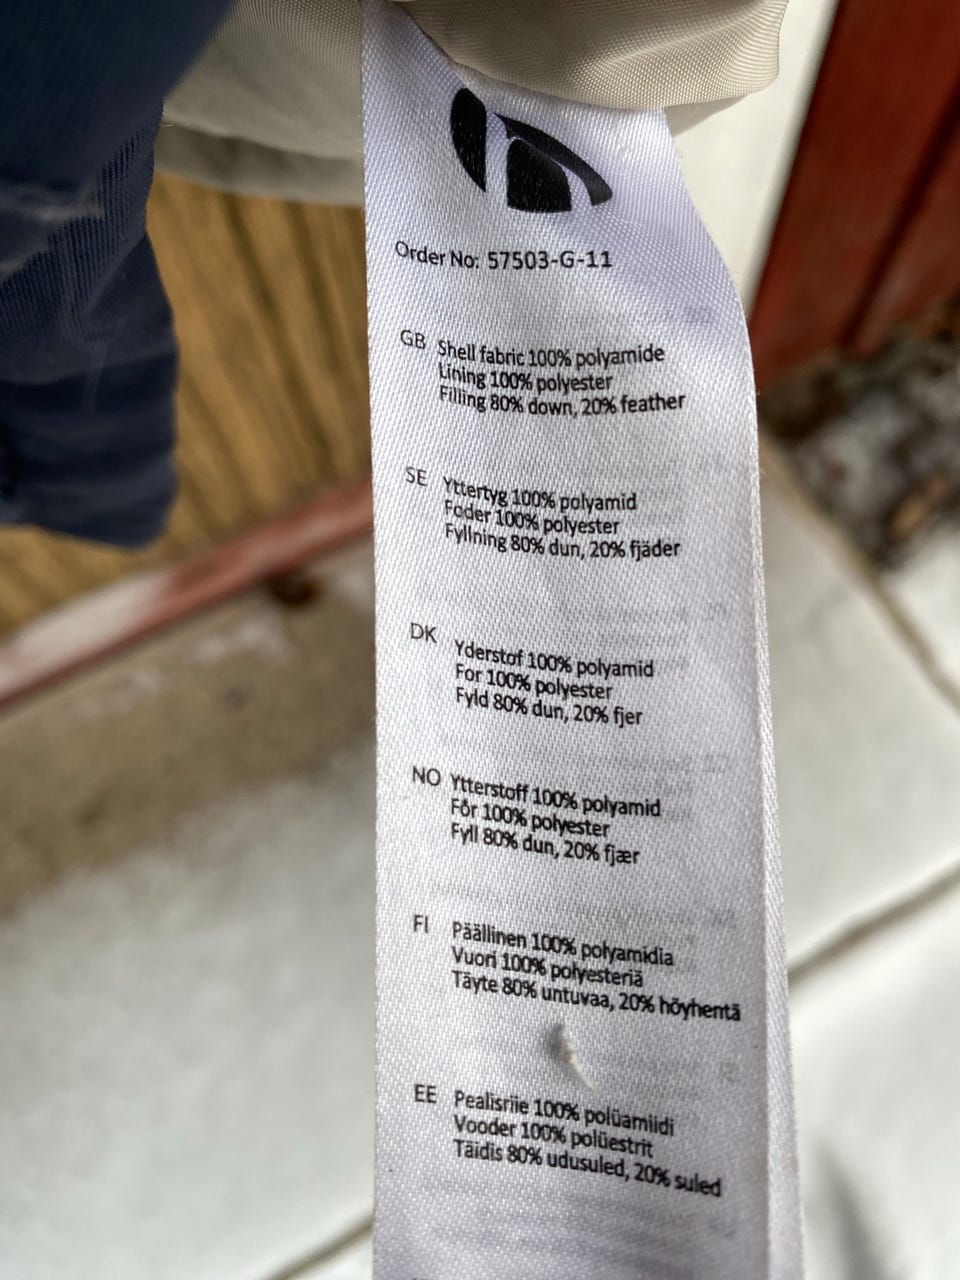 Order No: 57503-G-11
GB Shell fabric 100% polyamide
Lining 100% polyester
Filling 80% down, 20% feather
SE Yttertyg 100% polyamid
Foder 100% polyester
Fyllning 80% dun, 20% fjäder
DK Yderstof 100% polyamid
For 100% polyester
Fyld 80% dun, 20% fjer
NO Ytterstoff 100% polyamid
Fôr 100% polyester
Fyll 80% dun, 20% fjær
FI Päällinen 100% polyamidia
Vuori 100% polyesteriä
Täyte 80% untuvaa, 20% höyhentä
EE Pealisriie 100% polüamiidi
Vooder 100% polüestrit
Täidis 80% udusuled, 20% suled